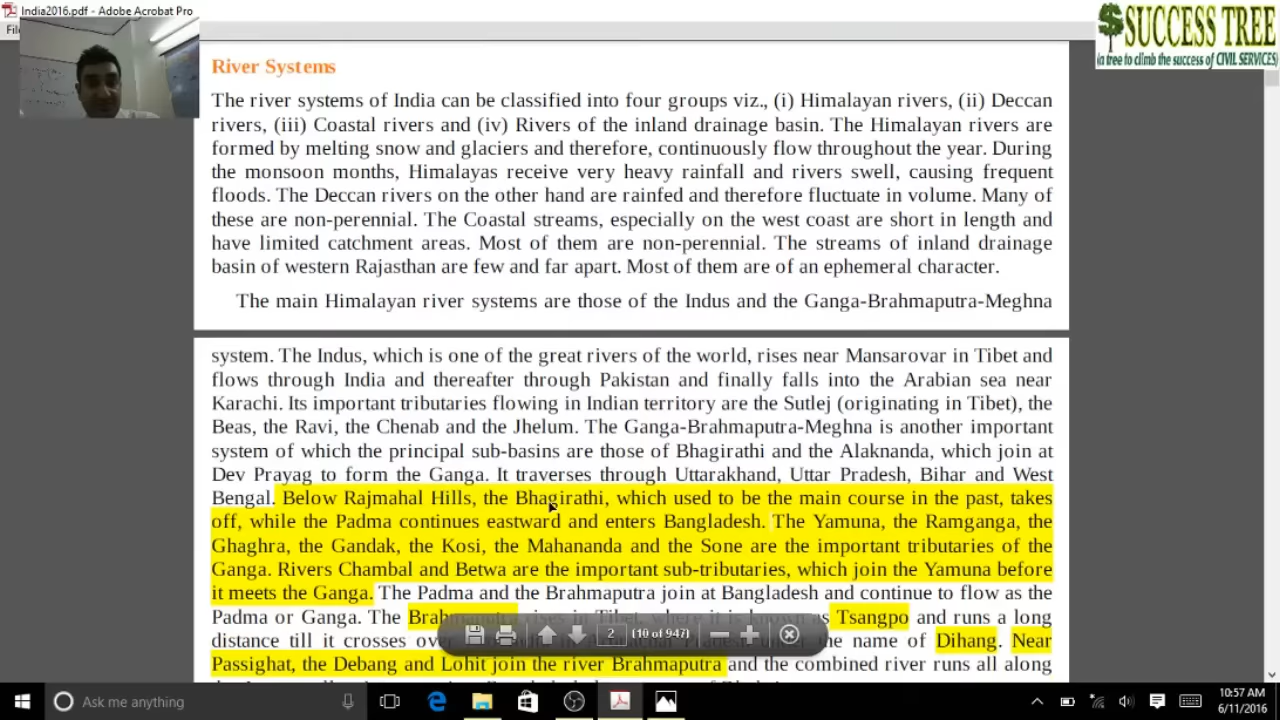 India2016.pdf - Adobe Acrobat Pro
SUCCESS TREE
(a tree to climb the success of CIVIL SERVICES)
River Systems
The river systems of India can be classified into four groups viz., (i) Himalayan rivers, (ii) Deccan
rivers, (iii) Coastal rivers and (iv) Rivers of the inland drainage basin. The Himalayan rivers are
formed by melting snow and glaciers and therefore, continuously flow throughout the year. During
the monsoon months, Himalayas receive very heavy rainfall and rivers swell, causing frequent
floods. The Deccan rivers on the other hand are rainfed and therefore fluctuate in volume. Many of
these are non-perennial. The Coastal streams, especially on the west coast are short in length and
have limited catchment areas. Most of them are non-perennial. The streams of inland drainage
basin of western Rajasthan are few and far apart. Most of them are of an ephemeral character.
The main Himalayan river systems are those of the Indus and the Ganga-Brahmaputra-Meghna
system. The Indus, which is one of the great rivers of the world, rises near Mansarovar in Tibet and
flows through India and thereafter through Pakistan and finally falls into the Arabian sea near
Karachi. Its important tributaries flowing in Indian territory are the Sutlej (originating in Tibet), the
Beas, the Ravi, the Chenab and the Jhelum. The Ganga-Brahmaputra-Meghna is another important
system of which the principal sub-basins are those of Bhagirathi and the Alaknanda, which join at
Dev Prayag to form the Ganga. It traverses through Uttarakhand, Uttar Pradesh, Bihar and West
Bengal. Below Rajmahal Hills, the Bhagirathi, which used to be the main course in the past, takes
off, while the Padma continues eastward and enters Bangladesh. The Yamuna, the Ramganga, the
Ghaghra, the Gandak, the Kosi, the Mahananda and the Sone are the important tributaries of the
Ganga. Rivers Chambal and Betwa are the important sub-tributaries, which join the Yamuna before
it meets the Ganga. The Padma and the Brahmaputra join at Bangladesh and continue to flow as the
Padma or Ganga. The Brahmaputra rises in Tibet, where it is known as Tsangpo and runs a long
distance till it crosses over the name of Dihang. Near
Passighat, the Debang and Lohit join the river Brahmaputra and the combined river runs all along
2 (10 of 947)
Ask me anything
10:57 AM
6/11/2016